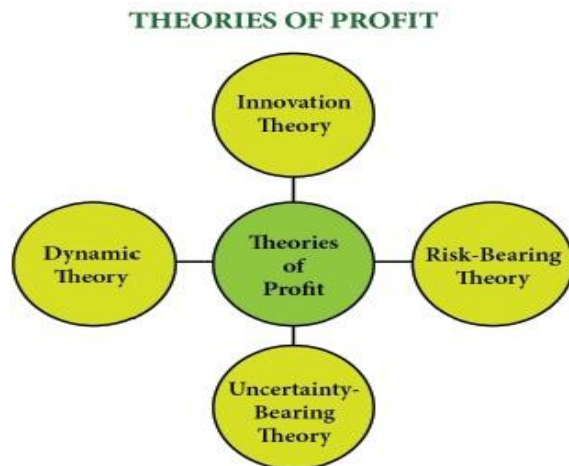 THEORIES OF PROFIT
Innovation
Theory
Dynamic
Theory
Theories
of
Profit
Risk-Bearing
Theory
Uncertainty-
Bearing
Theory